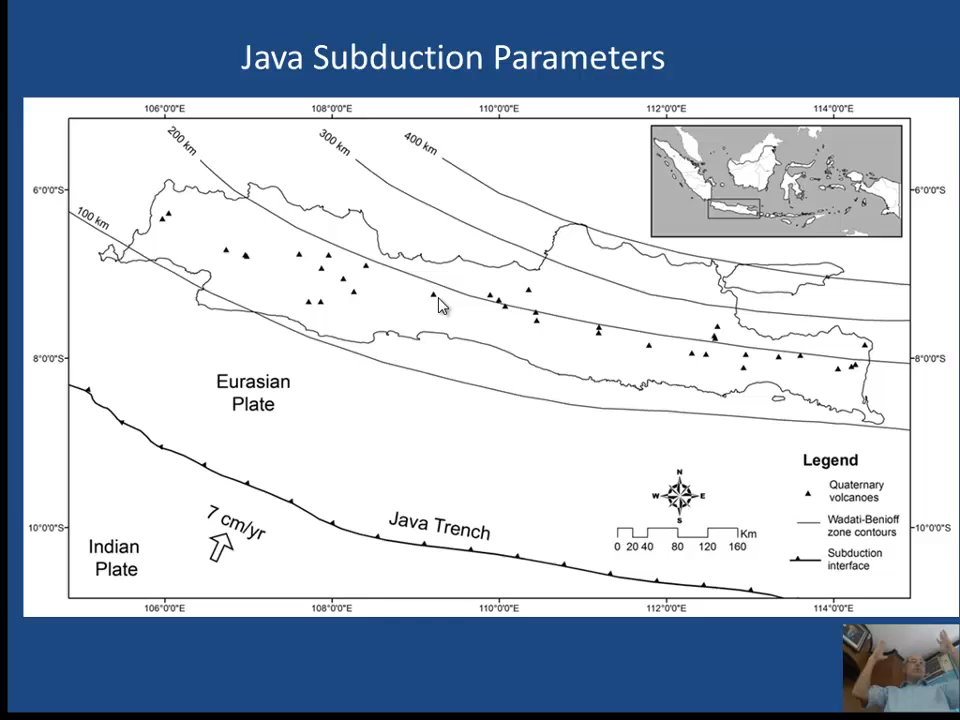 Java Subduction Parameters
106°0'0"E
108°0'0"E
110°0'0"E
112°0'0"E
114°0'0"E
200 km
300 km
400 km
100 km
6°0'0"S
6°0'0"S
8°0'0"S
8°0'0"S
Eurasian
Plate
10°0'0"S
10°0'0"S
7 cm/yr
Java Trench
Indian
Plate
N
W
E
S
Km
0 20 40 80 120 160
Legend
Quaternary
volcanoes
Wadati-Benioff
zone contours
Subduction
interface
106°0'0"E
108°0'0"E
110°0'0"E
112°0'0"E
114°0'0"E